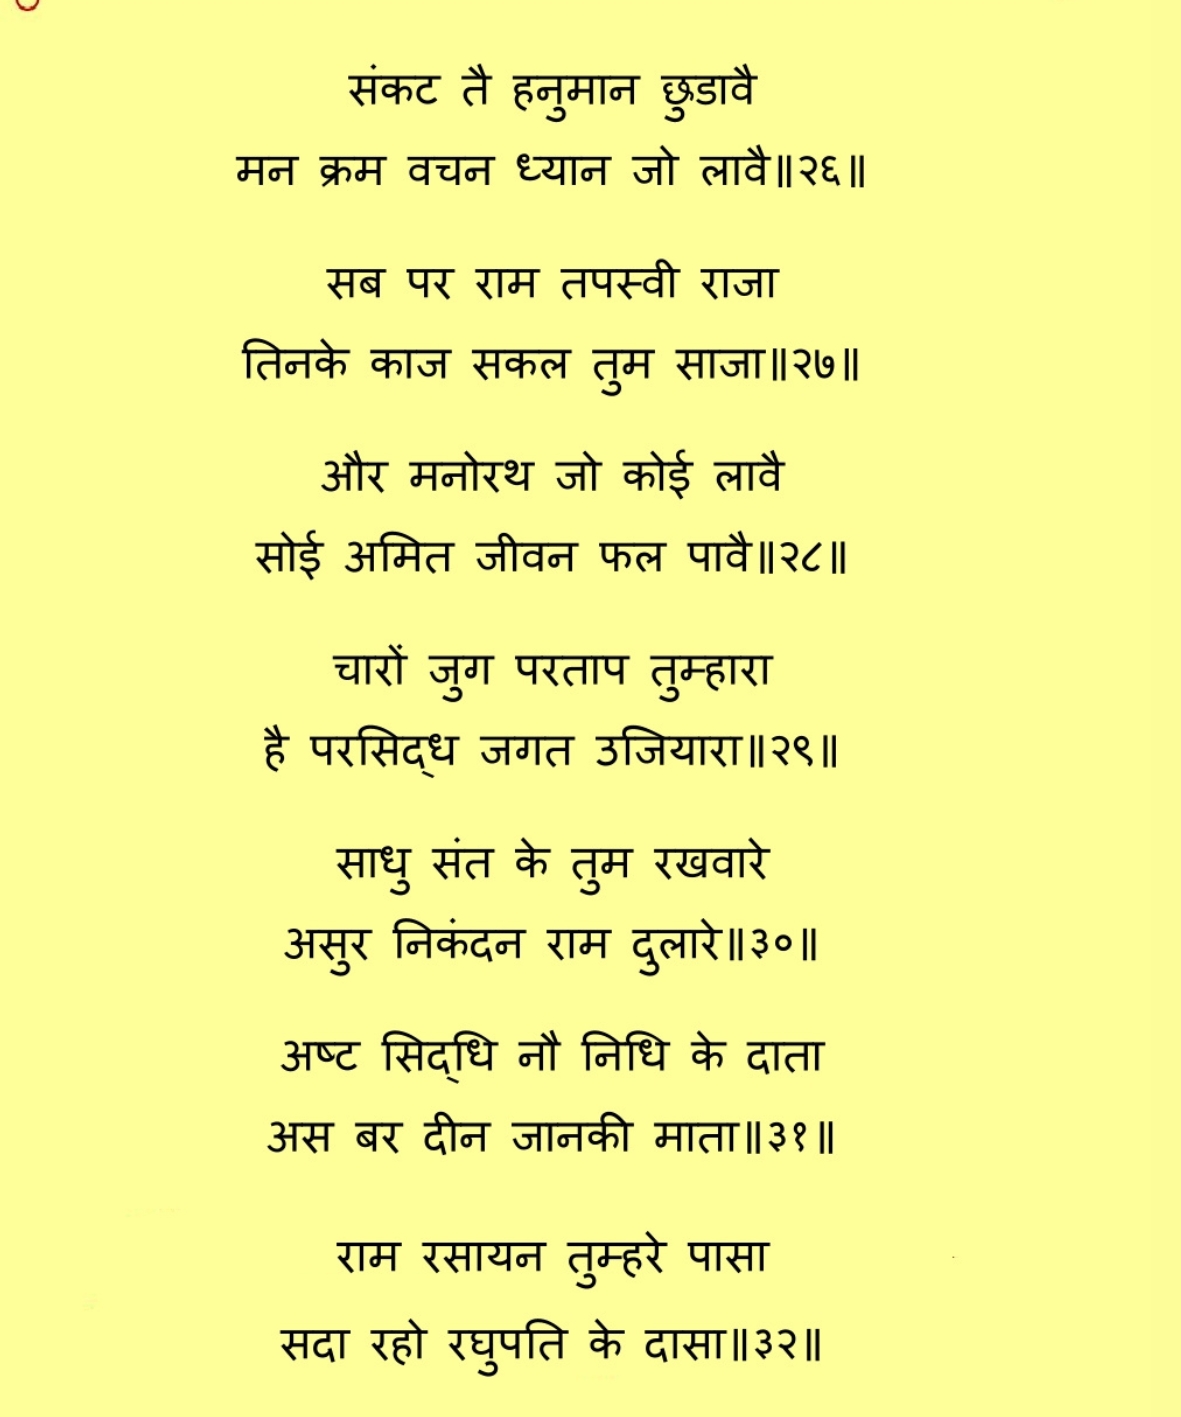 संकट तै हनुमान छुडावै
मन क्रम वचन ध्यान जो लावै॥२६॥
सब पर राम तपस्वी राजा
तिनके काज सकल तुम साजा॥२७॥
और मनोरथ जो कोई लावै
सोई अमित जीवन फल पावै॥२८॥
चारों जुग परताप तुम्हारा
है परसिद्ध जगत उजियारा॥२९॥
साधु संत के तुम रखवारे
असुर निकंदन राम दुलारे॥३०॥
अष्ट सिद्धि नौ निधि के दाता
अस बर दीन जानकी माता॥३१॥
राम रसायन तुम्हरे पासा
सदा रहो रघुपति के दासा॥३२॥